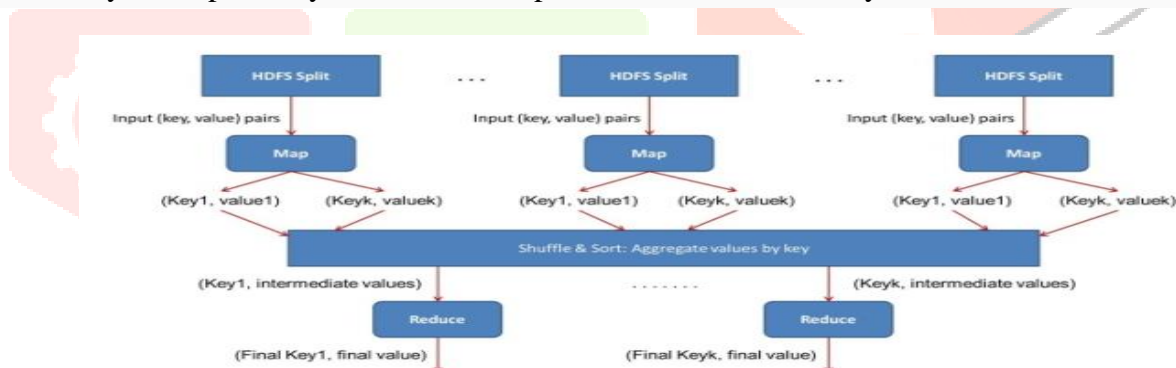 HDFS Split ... HDFS Split ... HDFS Split
Input (key, value) pairs Input (key, value) pairs Input (key, value) pairs
Map Map Map
(Key1, value1) (Keyk, valuek) (Key1, value1) (Keyk, valuek) (Key1, value1) (Keyk, valuek)
Shuffle & Sort: Aggregate values by key
(Key1, intermediate values) ....... (Keyk, intermediate values)
Reduce Reduce
(Final Key1, final value) (Final Keyk, final value)